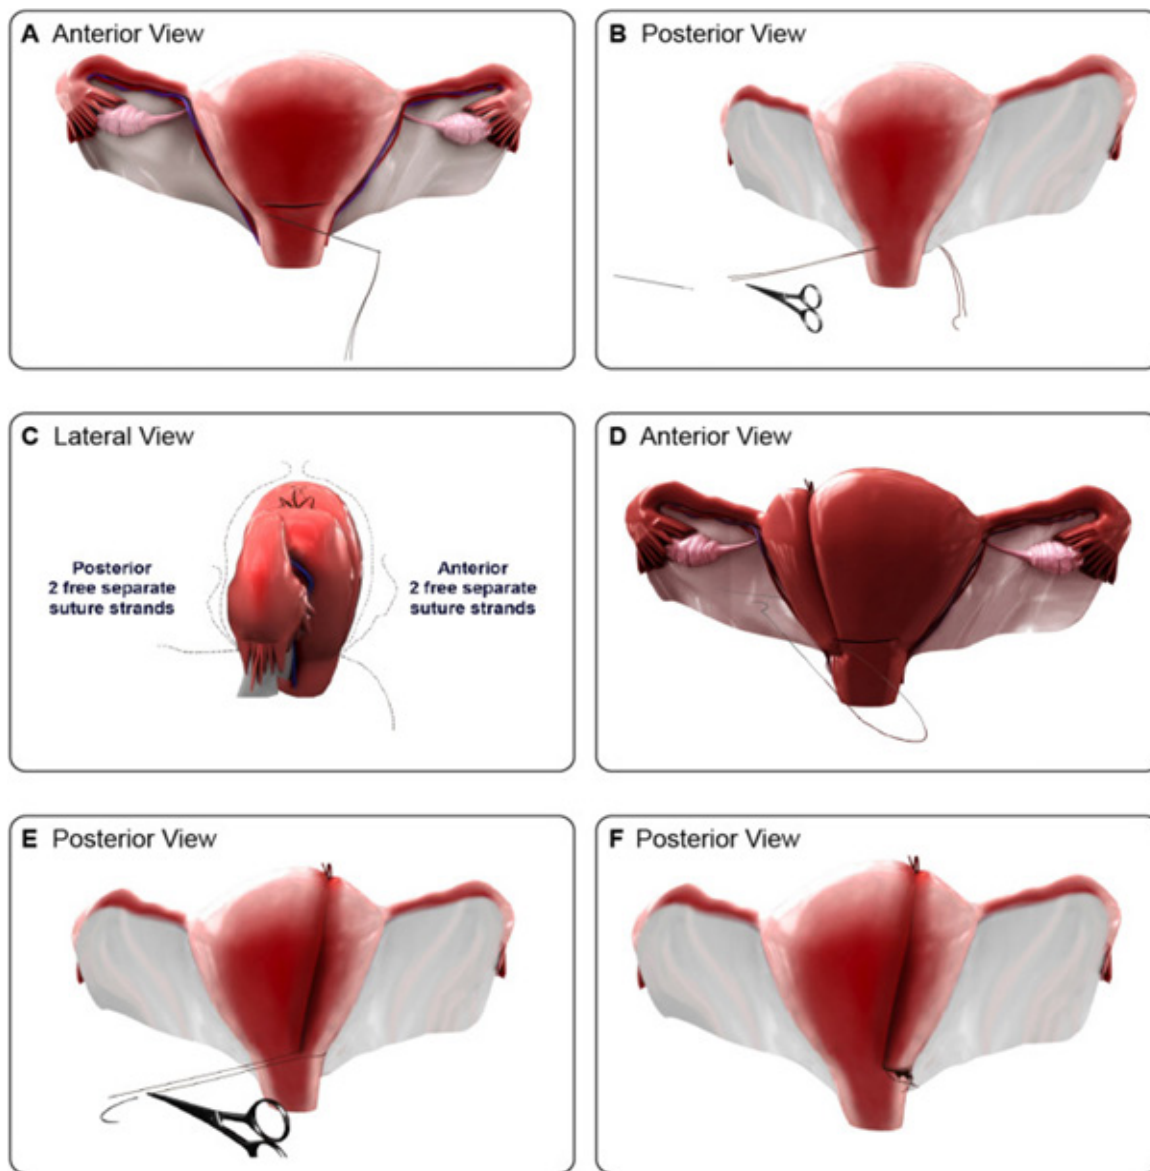 A Anterior View
B Posterior View
C Lateral View
Posterior
2 free separate
suture strands
Anterior
2 free separate
suture strands
D Anterior View
E Posterior View
F Posterior View